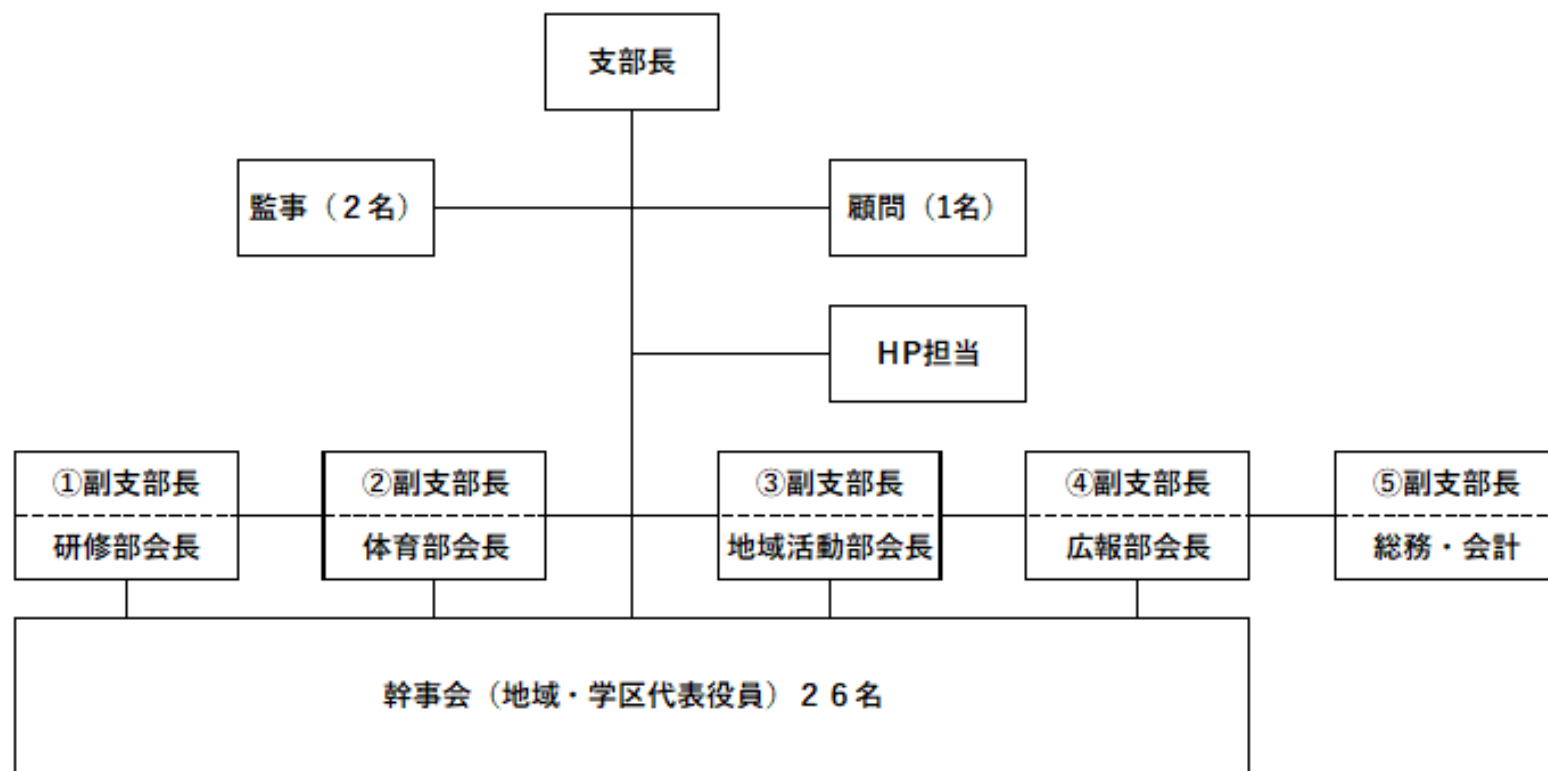 支部長
監事（２名）
顧問（1名）
HP担当
①副支部長
研修部会長
②副支部長
体育部会長
③副支部長
地域活動部会長
④副支部長
広報部会長
⑤副支部長
総務・会計
幹事会（地域・学区代表役員）２６名